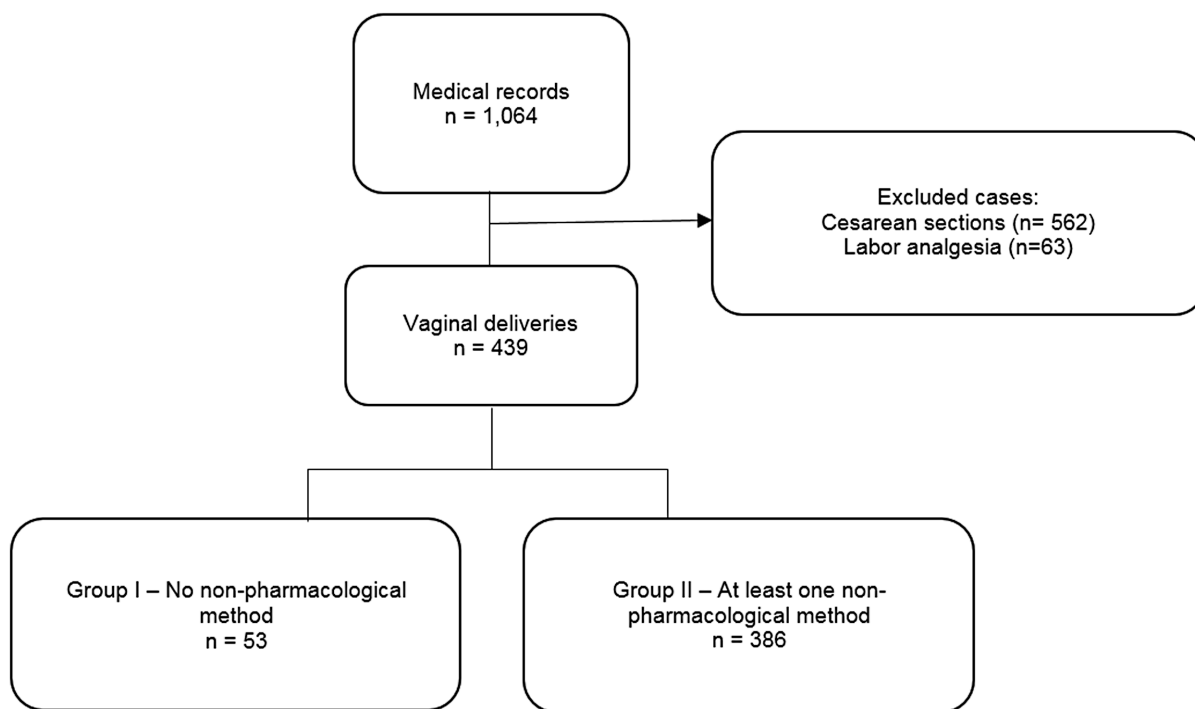 Medical records
n = 1,064
Excluded cases:
Cesarean sections (n= 562)
Labor analgesia (n=63)
Vaginal deliveries
n = 439
Group I – No non-pharmacological
method
n = 53
Group II – At least one non-
pharmacological method
n = 386